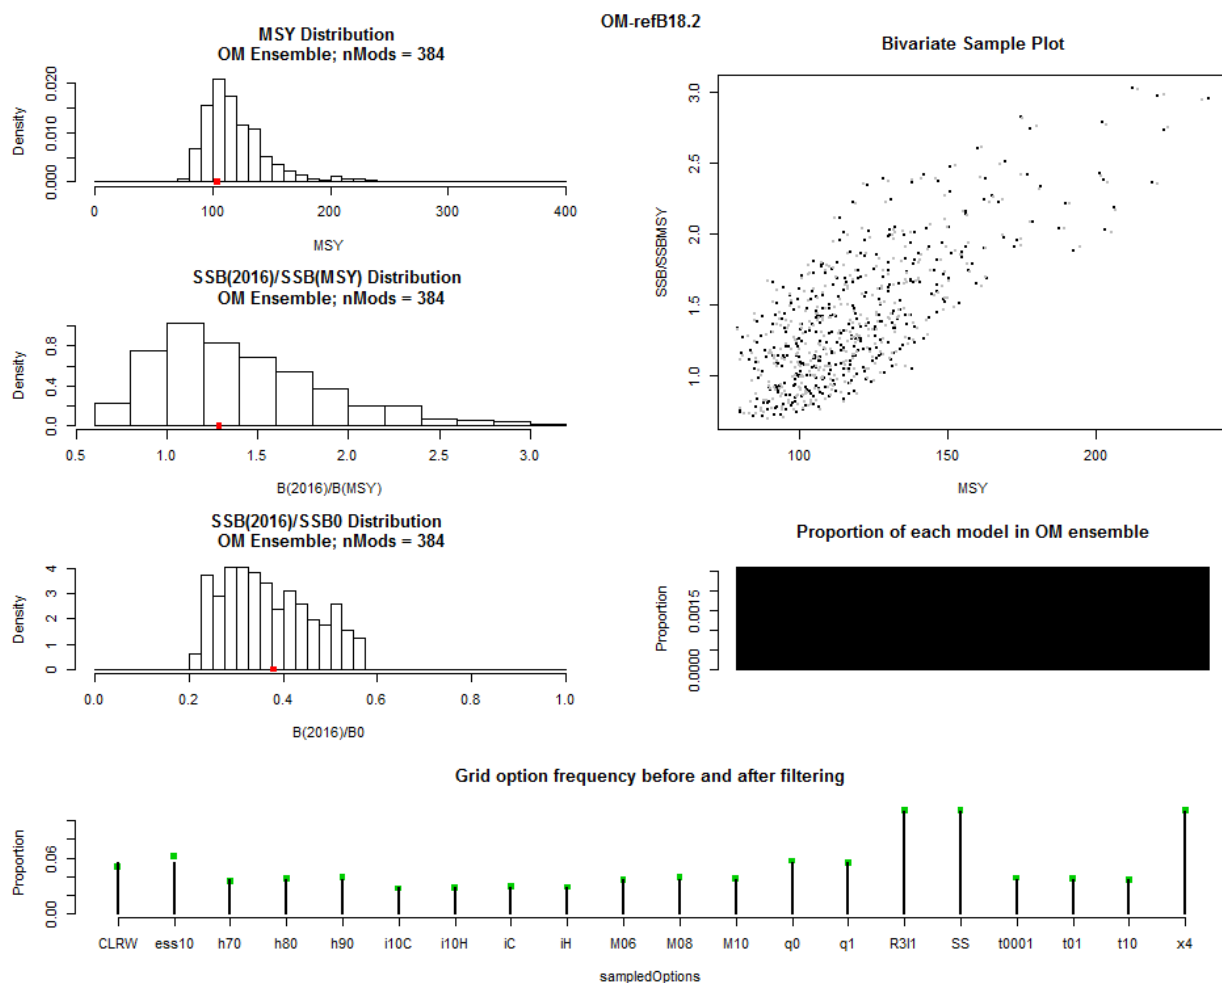 OM-refB18.2
MSY Distribution
OM Ensemble; nMods = 384
Density
0.000 0.010 0.020
0 100 200 300 400
MSY
SSB(2016)/SSB(MSY) Distribution
OM Ensemble; nMods = 384
Density
0.0 0.4 0.8
0.5 1.0 1.5 2.0 2.5 3.0
B(2016)/B(MSY)
SSB(2016)/SSB0 Distribution
OM Ensemble; nMods = 384
Density
0 1 2 3 4
0.0 0.2 0.4 0.6 0.8 1.0
B(2016)/B0
Bivariate Sample Plot
SSB/SSBMSY
1.0 1.5 2.0 2.5 3.0
100 150 200
MSY
Proportion of each model in OM ensemble
Proportion
0.0000 0.0015
Grid option frequency before and after filtering
Proportion
0.00 0.06
CLRW ess10 h70 h80 h90 i10C i10H iC iH M06 M08 M10 q0 q1 R3I1 SS t0001 t01 t10 x4
sampledOptions